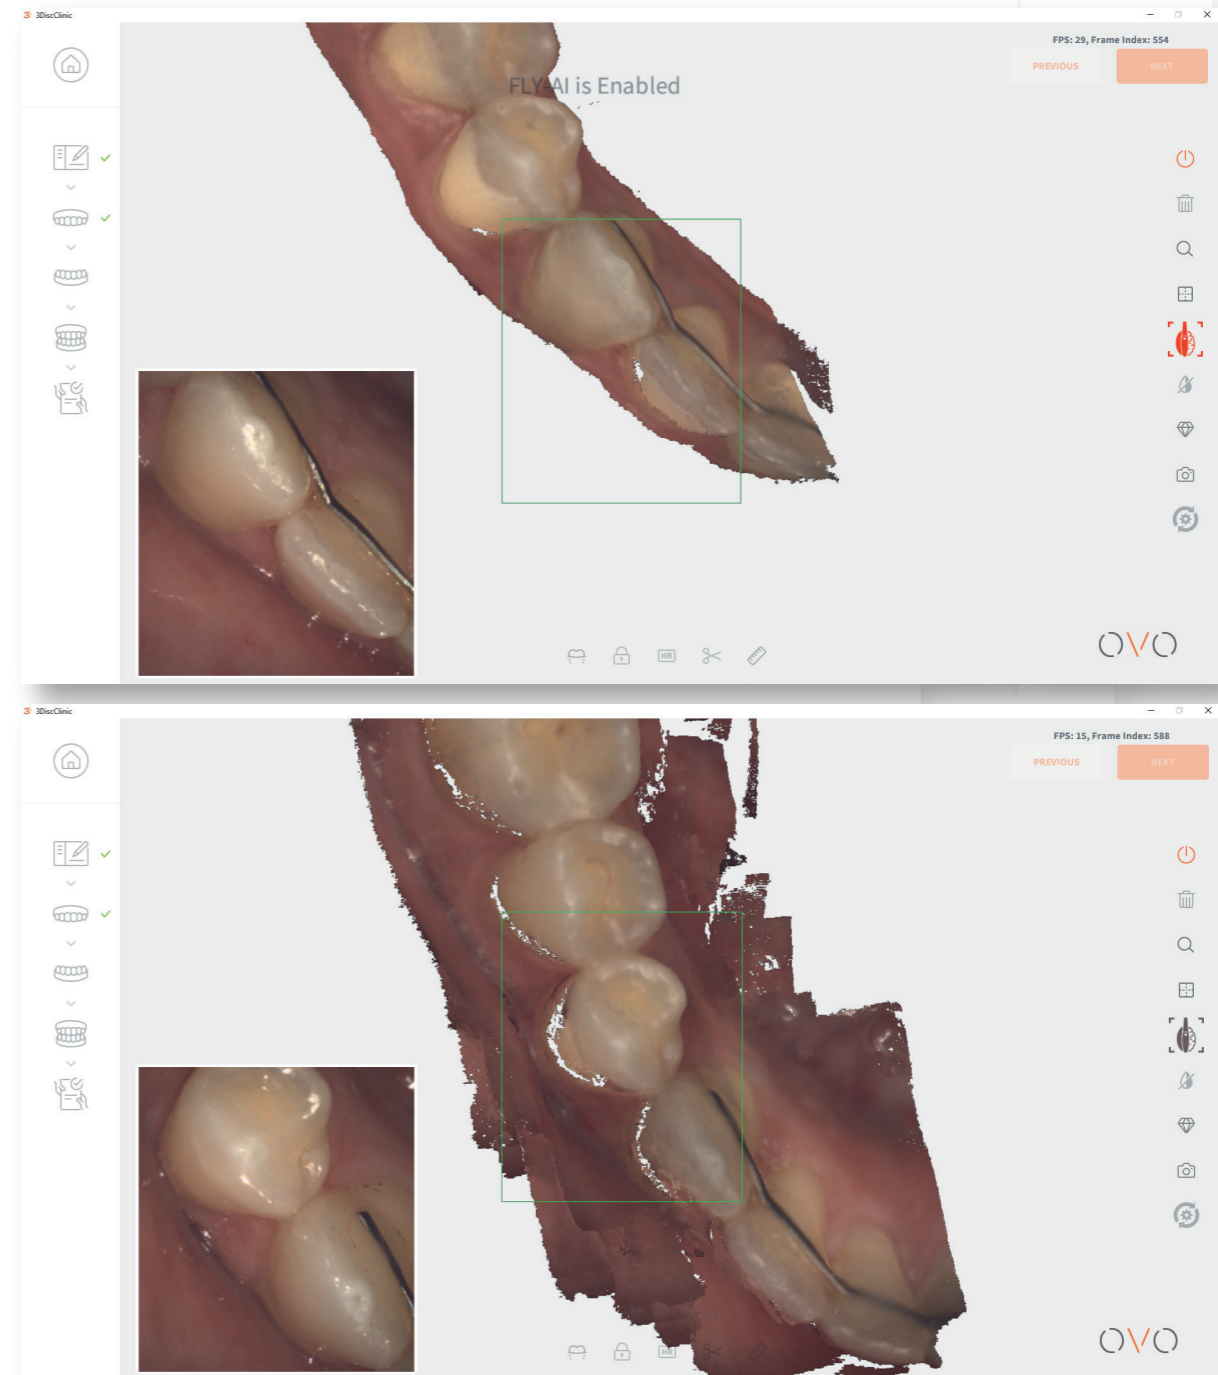 3DiscClinic
FPS: 29, Frame Index: 554
PREVIOUS
NEXT
FLY-AI is Enabled
HR
OVO
3DiscClinic
FPS: 15, Frame Index: 588
PREVIOUS
NEXT
HR
OVO